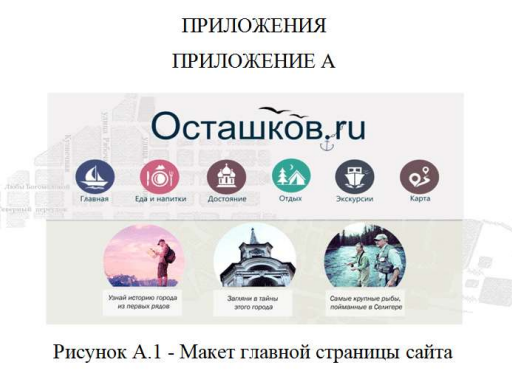 ПРИЛОЖЕНИЯ
ПРИЛОЖЕНИЕ А
Осташков.ru
Главная
Еда и напитки
Достояние
Отдых
Экскурсии
Карта
Узнай историю города
из первых рядов
Загляни в тайны
этого города
Самые крупные рыбы,
пойманные в Селигере
Рисунок А.1 - Макет главной страницы сайта